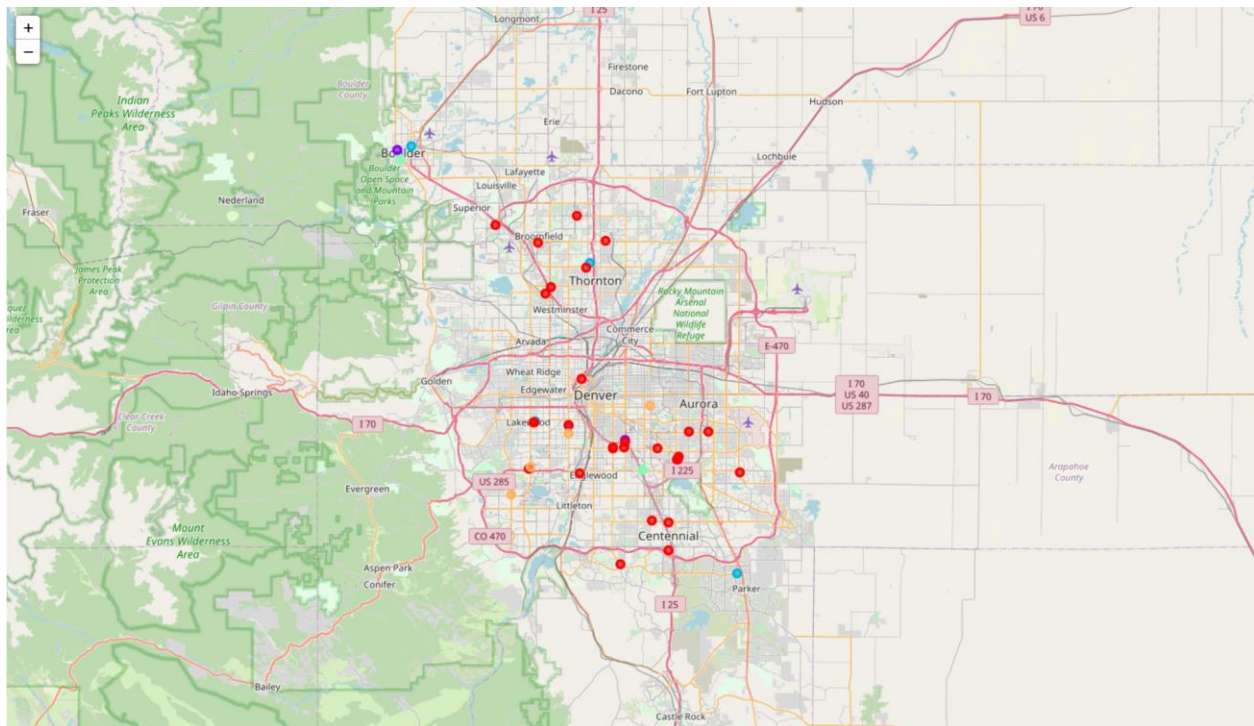 +
−
I 25
I 70
US 6
Longmont
Firestone
Dacono
Fort Lupton
Hudson
Boulder
County
Indian
Peaks Wilderness
Area
Erie
Boulder
Lochbuie
Lafayette
Louisville
Boulder
Open Space
and Mountain
Parks
Nederland
Superior
Fraser
Broomfield
James Peak
Protection
Area
Thornton
Rocky Mountain
Arsenal
National
Wildlife
Refuge
Gilpin County
Westminster
Commerce
City
Arvada
E-470
Wheat Ridge
Golden
Edgewater
Idaho Springs
Denver
Aurora
I 70
US 40
US 287
I 70
Clear Creek
County
I 70
Lakewood
Arapahoe
County
I 225
Englewood
US 285
Evergreen
Littleton
Mount
Evans Wilderness
Area
CO 470
Centennial
Aspen Park
Conifer
Parker
I 25
Bailey
Castle Rock